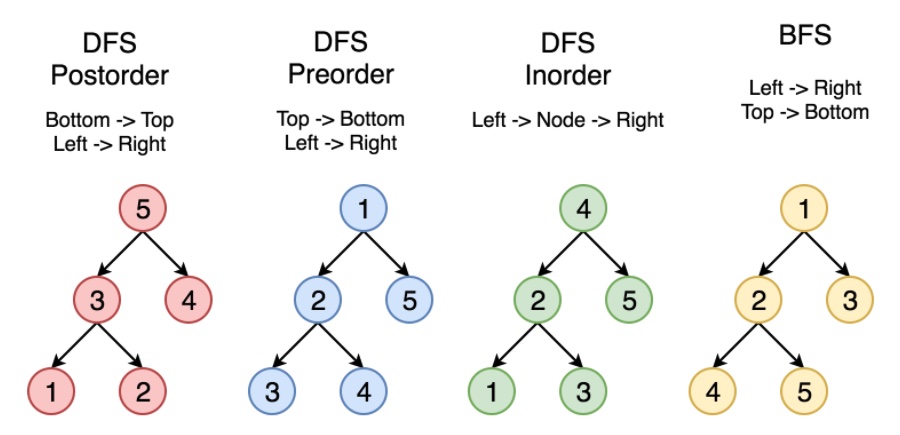 DFS
Postorder
Bottom -> Top
Left -> Right
5
3
4
1
2
DFS
Preorder
Top -> Bottom
Left -> Right
1
2
5
3
4
DFS
Inorder
Left -> Node -> Right
4
2
5
1
3
BFS
Left -> Right
Top -> Bottom
1
2
3
4
5